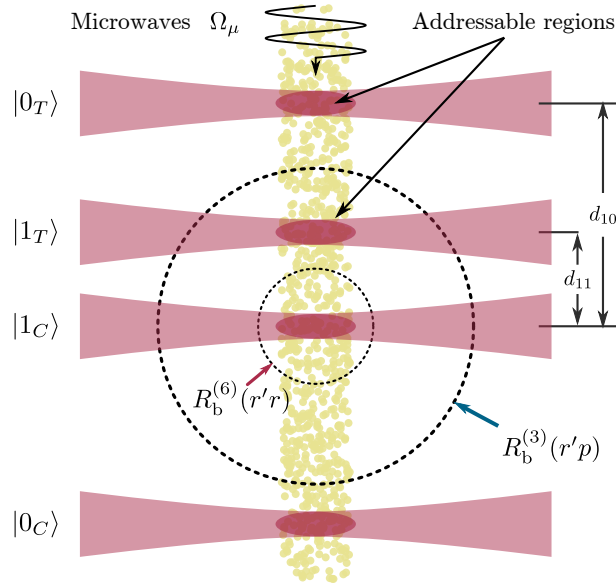 Microwaves Ω_μ
Addressable regions
|0_T⟩
|1_T⟩
|1_C⟩
|0_C⟩
d_10
d_11
R_b^(6)(r′r)
R_b^(3)(r′p)